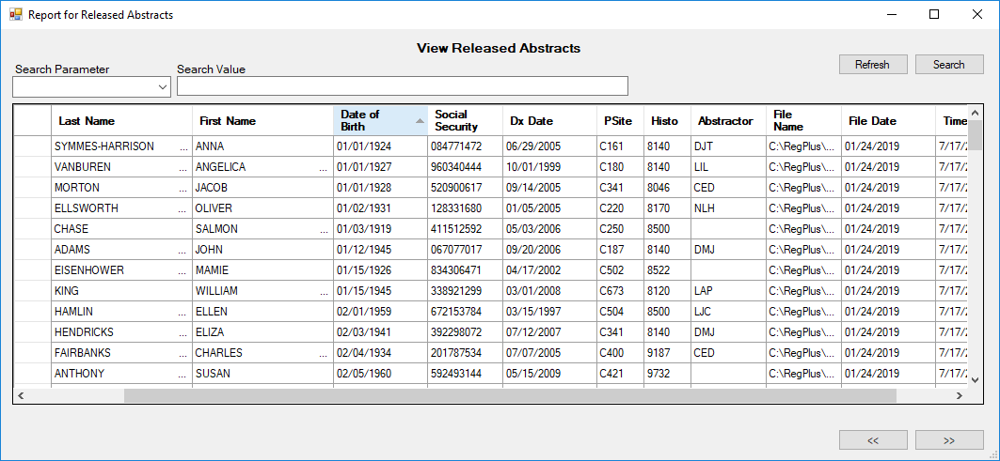 Report for Released Abstracts
View Released Abstracts
Search Parameter Search Value Refresh Search
Last Name First Name Date of Birth Social Security Dx Date PSite Histo Abstractor File Name File Date Time
SYMMES-HARRISON ... ANNA 01/01/1924 084771472 06/29/2005 C161 8140 DJT C:\RegPlus\... 01/24/2019 7/17/2
VANBUREN ... ANGELICA ... 01/01/1927 960340444 10/01/1999 C180 8140 LIL C:\RegPlus\... 01/24/2019 7/17/2
MORTON ... JACOB 01/01/1928 520900617 09/14/2005 C341 8046 CED C:\RegPlus\... 01/24/2019 7/17/2
ELLSWORTH ... OLIVER 01/02/1931 128331680 01/05/2005 C220 8170 NLH C:\RegPlus\... 01/24/2019 7/17/2
CHASE SALMON ... 01/03/1919 411512592 05/03/2006 C250 8500 C:\RegPlus\... 01/24/2019 7/17/2
ADAMS ... JOHN 01/12/1945 067077017 09/20/2006 C187 8140 DMJ C:\RegPlus\... 01/24/2019 7/17/2
EISENHOWER ... MAMIE 01/15/1926 834306471 04/17/2002 C502 8522 C:\RegPlus\... 01/24/2019 7/17/2
KING WILLIAM ... 01/15/1945 338921299 03/01/2008 C673 8120 LAP C:\RegPlus\... 01/24/2019 7/17/2
HAMLIN ... ELLEN 02/01/1959 672153784 03/15/1997 C504 8500 LJC C:\RegPlus\... 01/24/2019 7/17/2
HENDRICKS ... ELIZA 02/03/1941 392298072 07/12/2007 C341 8140 DMJ C:\RegPlus\... 01/24/2019 7/17/2
FAIRBANKS ... CHARLES ... 02/04/1934 201787534 07/07/2005 C400 9187 CED C:\RegPlus\... 01/24/2019 7/17/2
ANTHONY ... SUSAN 02/05/1960 592493144 05/15/2009 C421 9732 C:\RegPlus\... 01/24/2019 7/17/2
<< >>